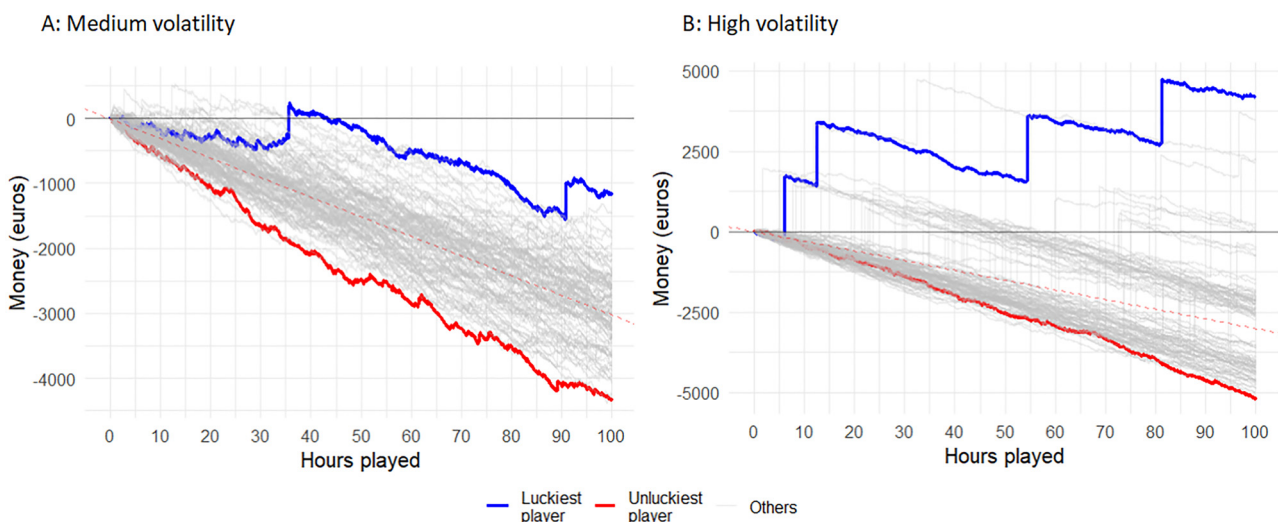 A: Medium volatility
0
-1000
-2000
-3000
-4000
Money (euros)
0 10 20 30 40 50 60 70 80 90 100
Hours played
B: High volatility
5000
2500
0
-2500
-5000
Money (euros)
0 10 20 30 40 50 60 70 80 90 100
Hours played
Luckiest
player
Unluckiest
player
Others